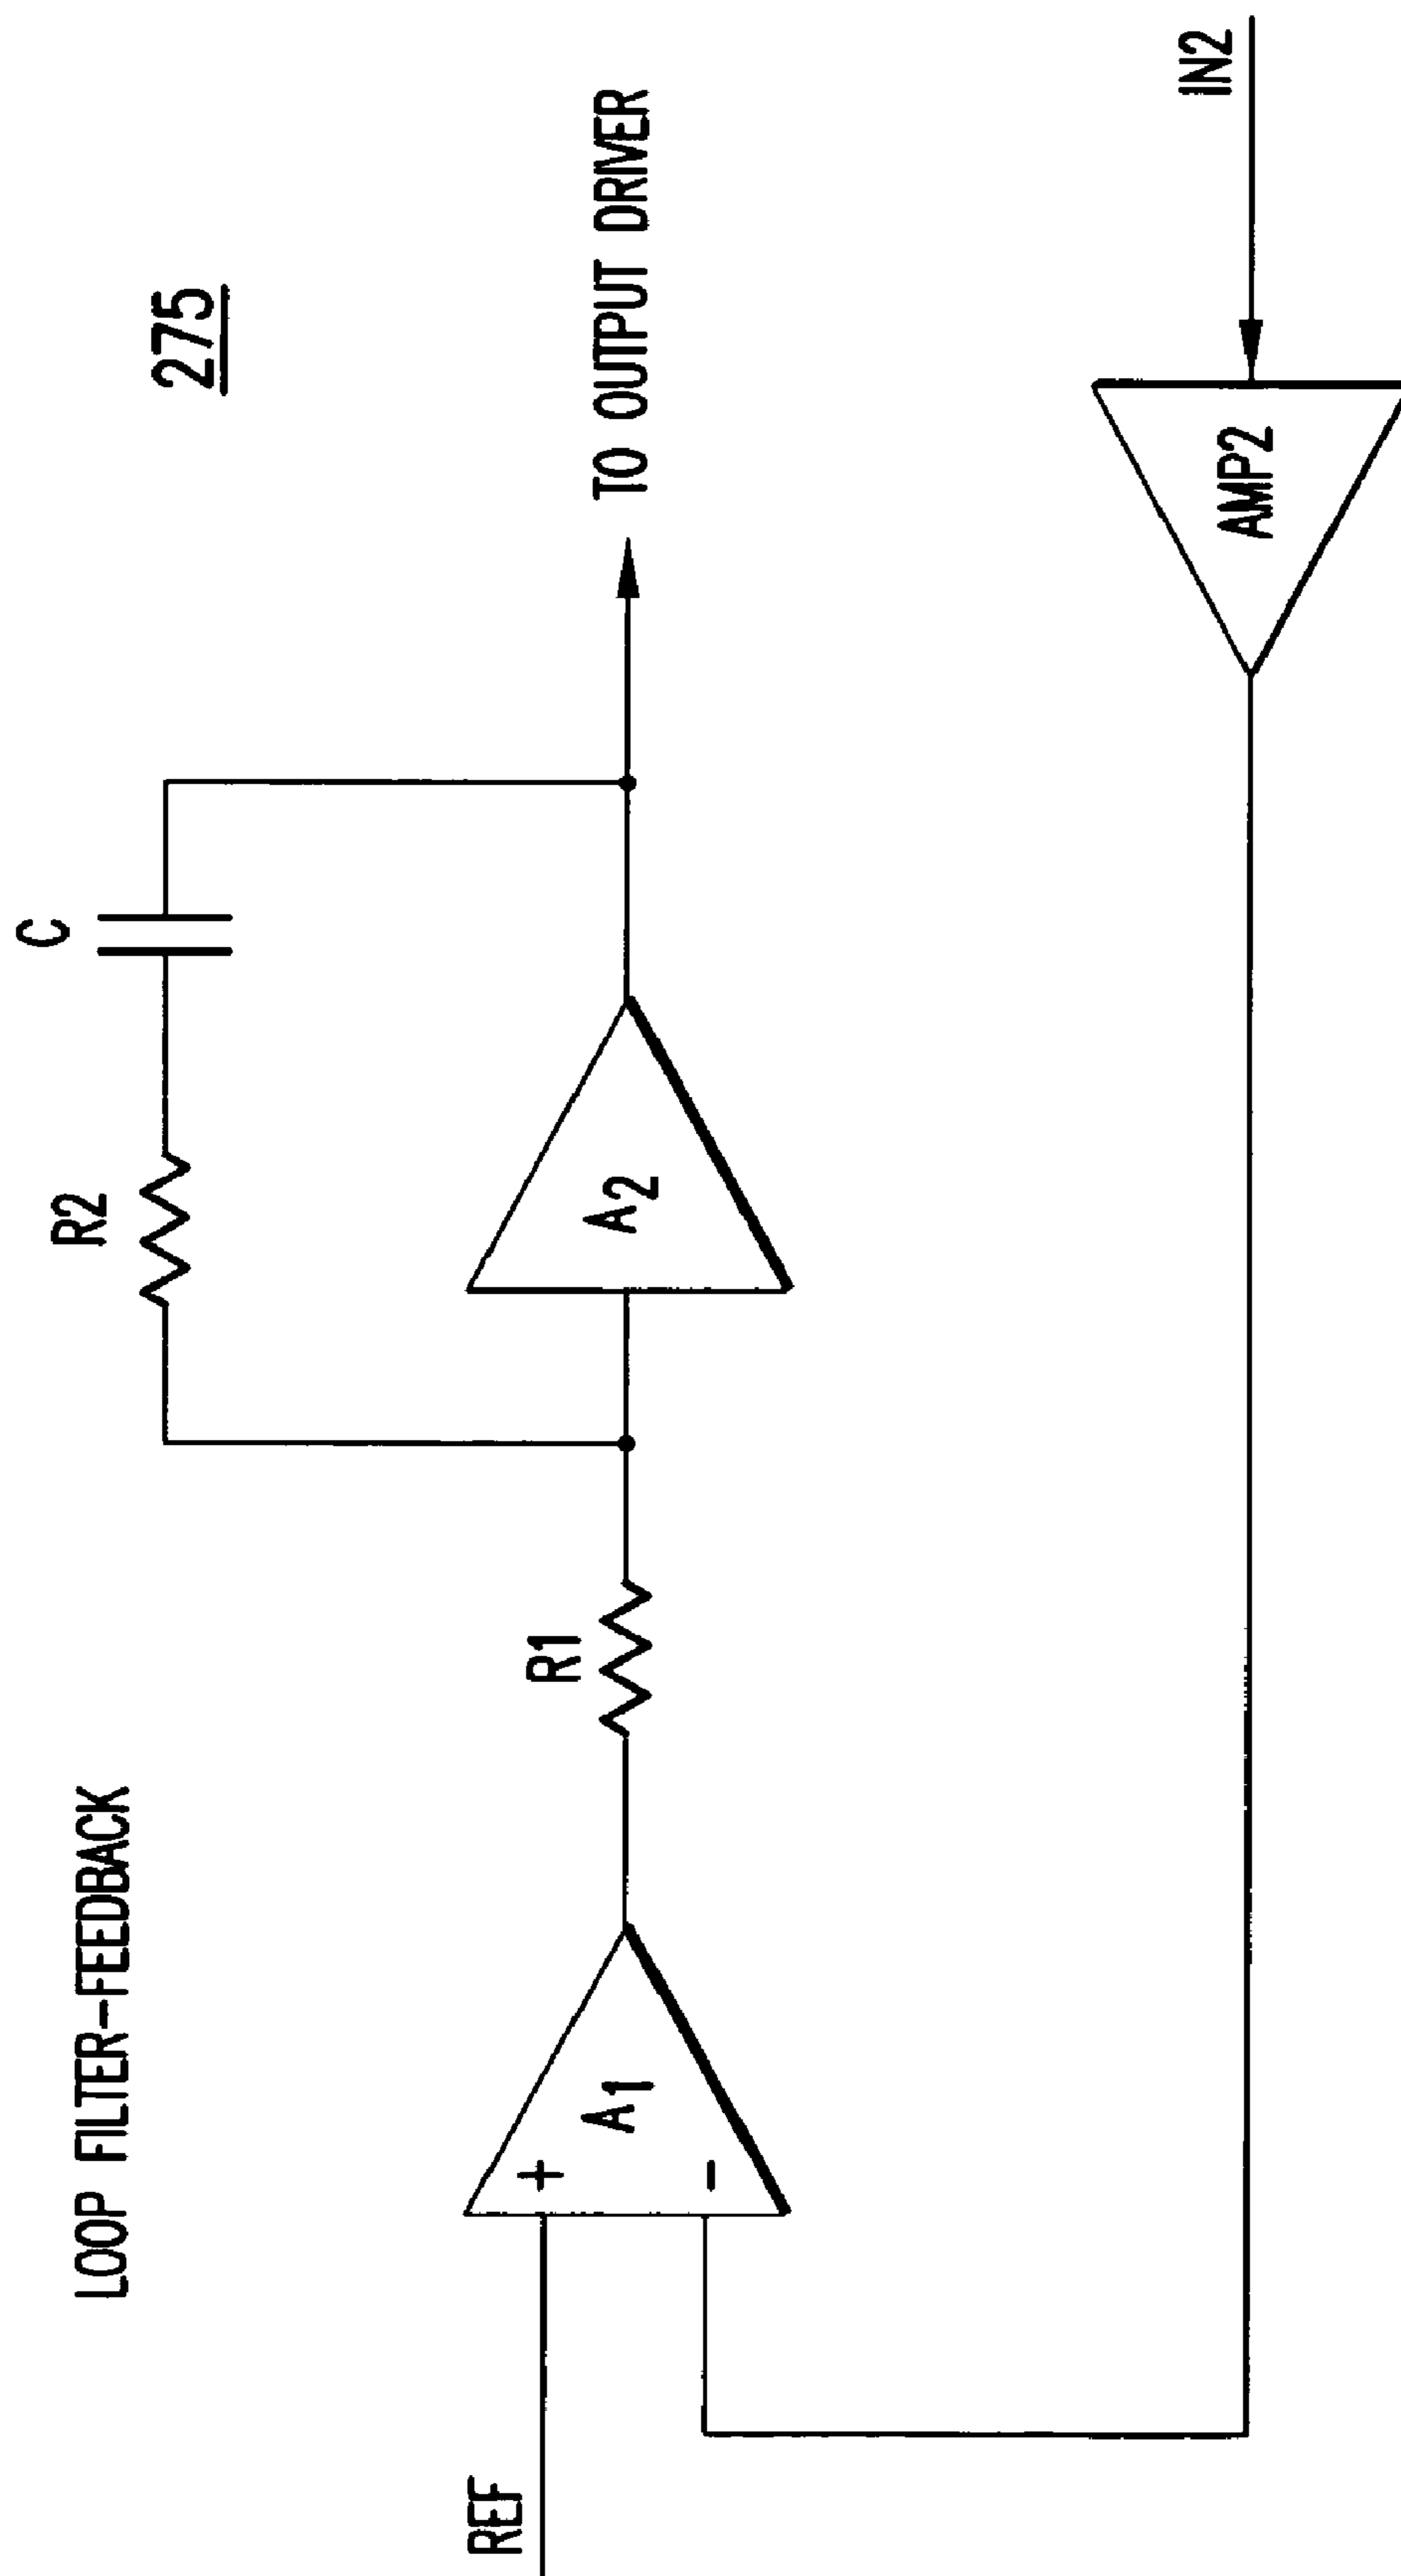 LOOP FILTER-FEEDBACK
275
C
R2
R1
A1
+
-
A2
REF
TO OUTPUT DRIVER
AMP2
IN2